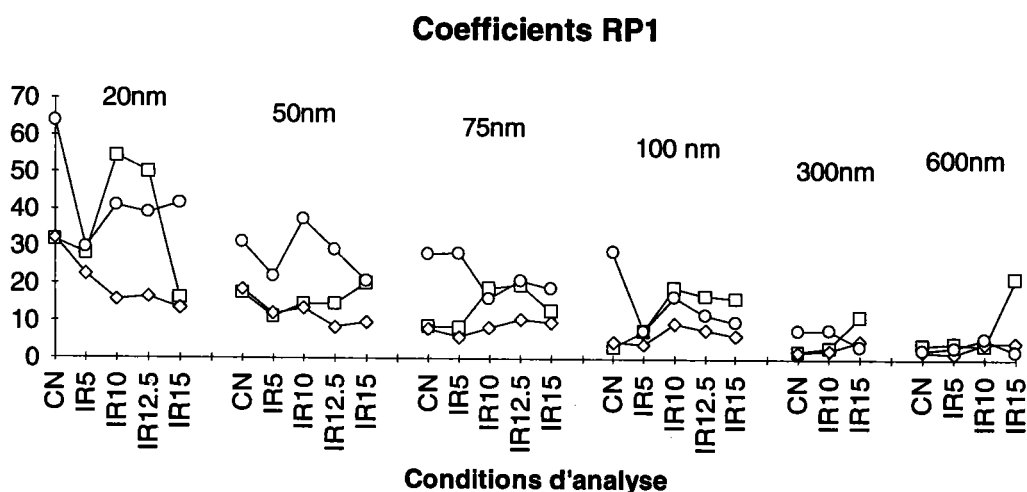 Coefficients RP1
70
60
50
40
30
20
10
0
20nm
50nm
75nm
100 nm
300nm
600nm
CN
IR5
IR10
IR12.5
IR15
CN
IR5
IR10
IR12.5
IR15
CN
IR5
IR10
IR12.5
IR15
CN
IR5
IR10
IR12.5
IR15
CN
IR10
IR15
CN
IR5
IR10
IR15
Conditions d'analyse